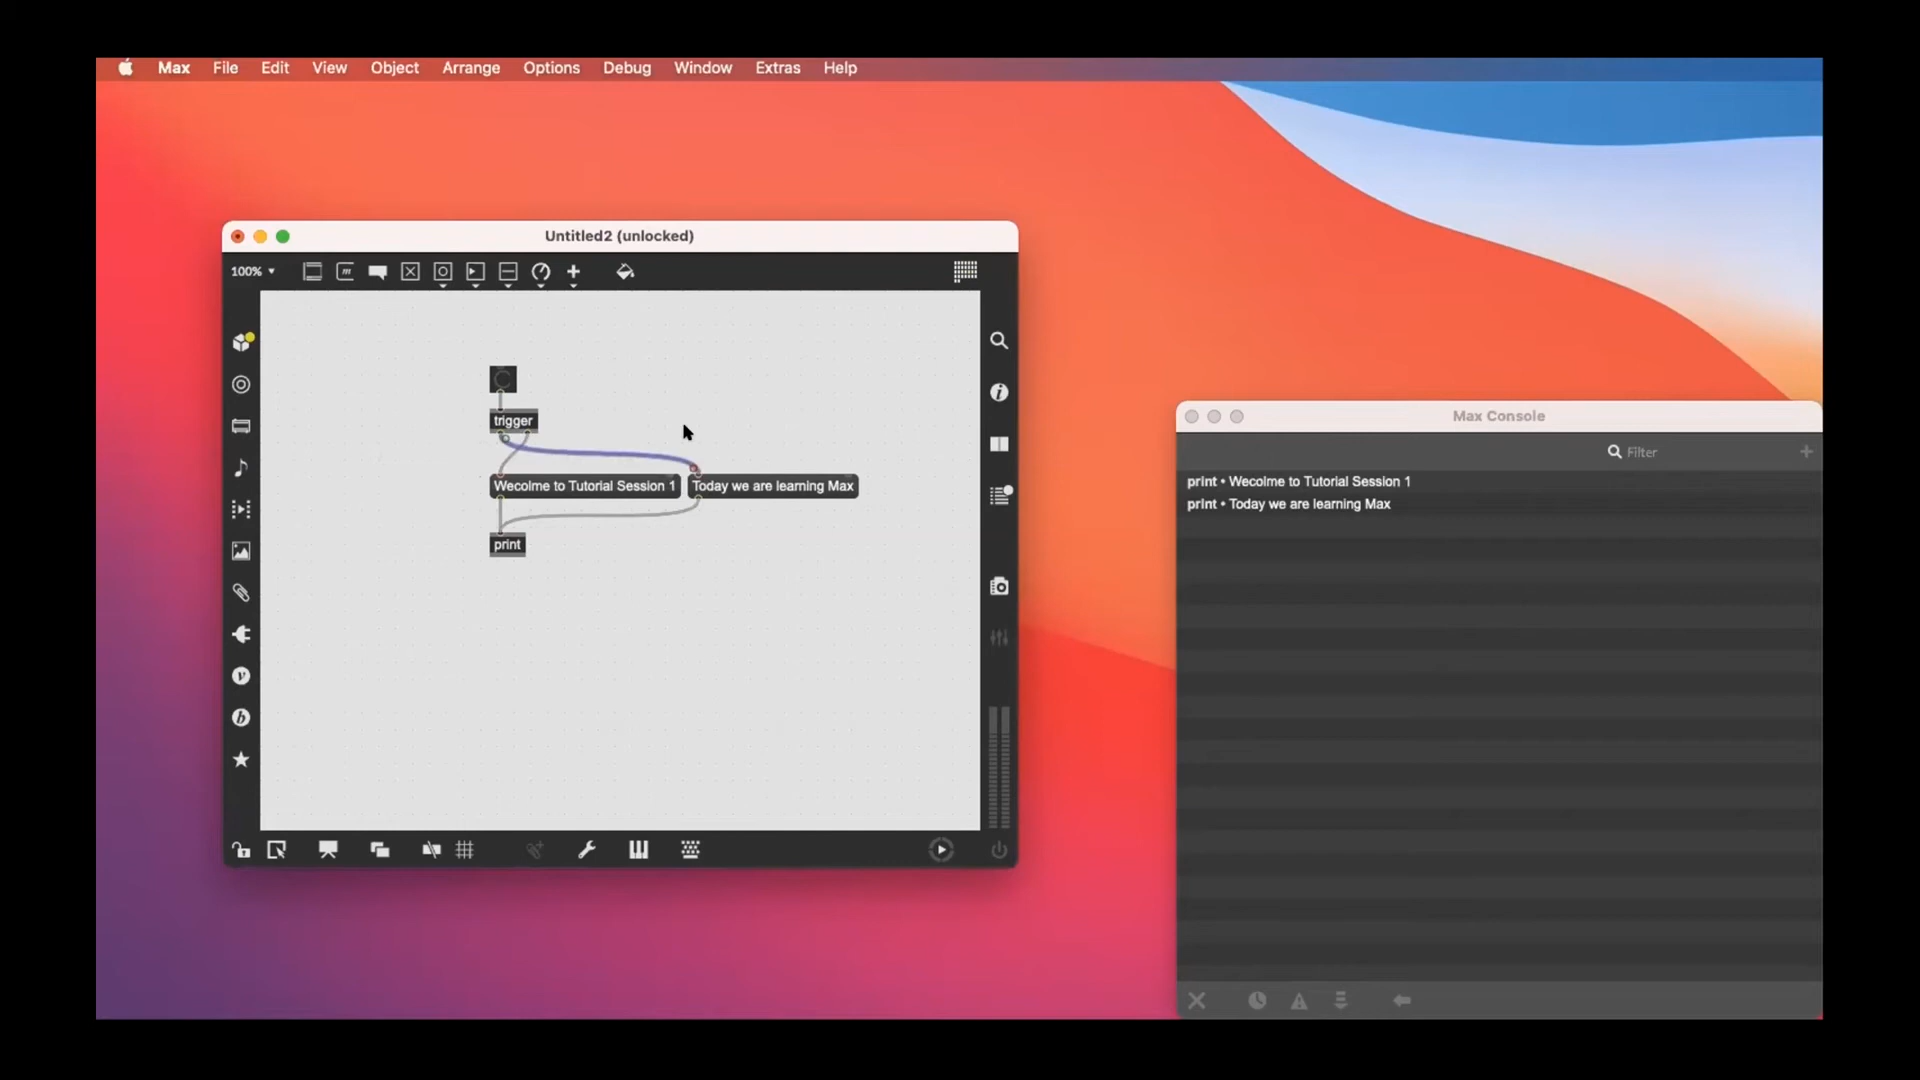 Max File Edit View Object Arrange Options Debug Window Extras Help
Untitled2 (unlocked)
100%
trigger
Wecolme to Tutorial Session 1
Today we are learning Max
print
Max Console
Filter
print • Wecolme to Tutorial Session 1
print • Today we are learning Max